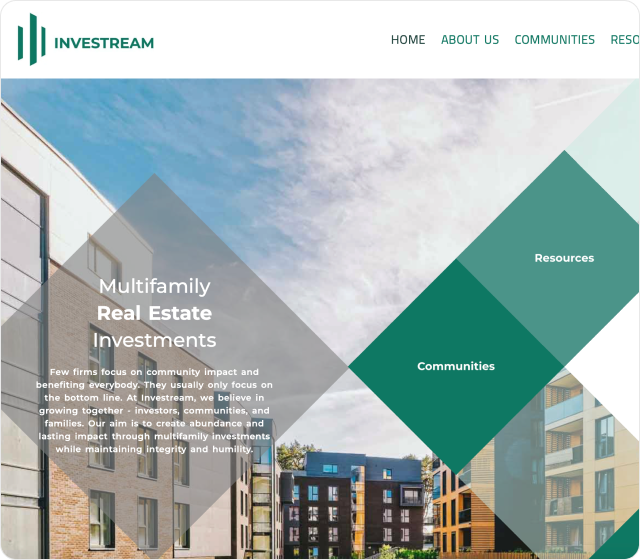 INVESTREAM
HOME ABOUT US COMMUNITIES RESO
Resources
Multifamily
Real Estate
Investments
Communities
Few firms focus on community impact and
benefiting everybody. They usually only focus on
the bottom line. At Investream, we believe in
growing together - investors, communities, and
families. Our aim is to create abundance and
lasting impact through multifamily investments
while maintaining integrity and humility.